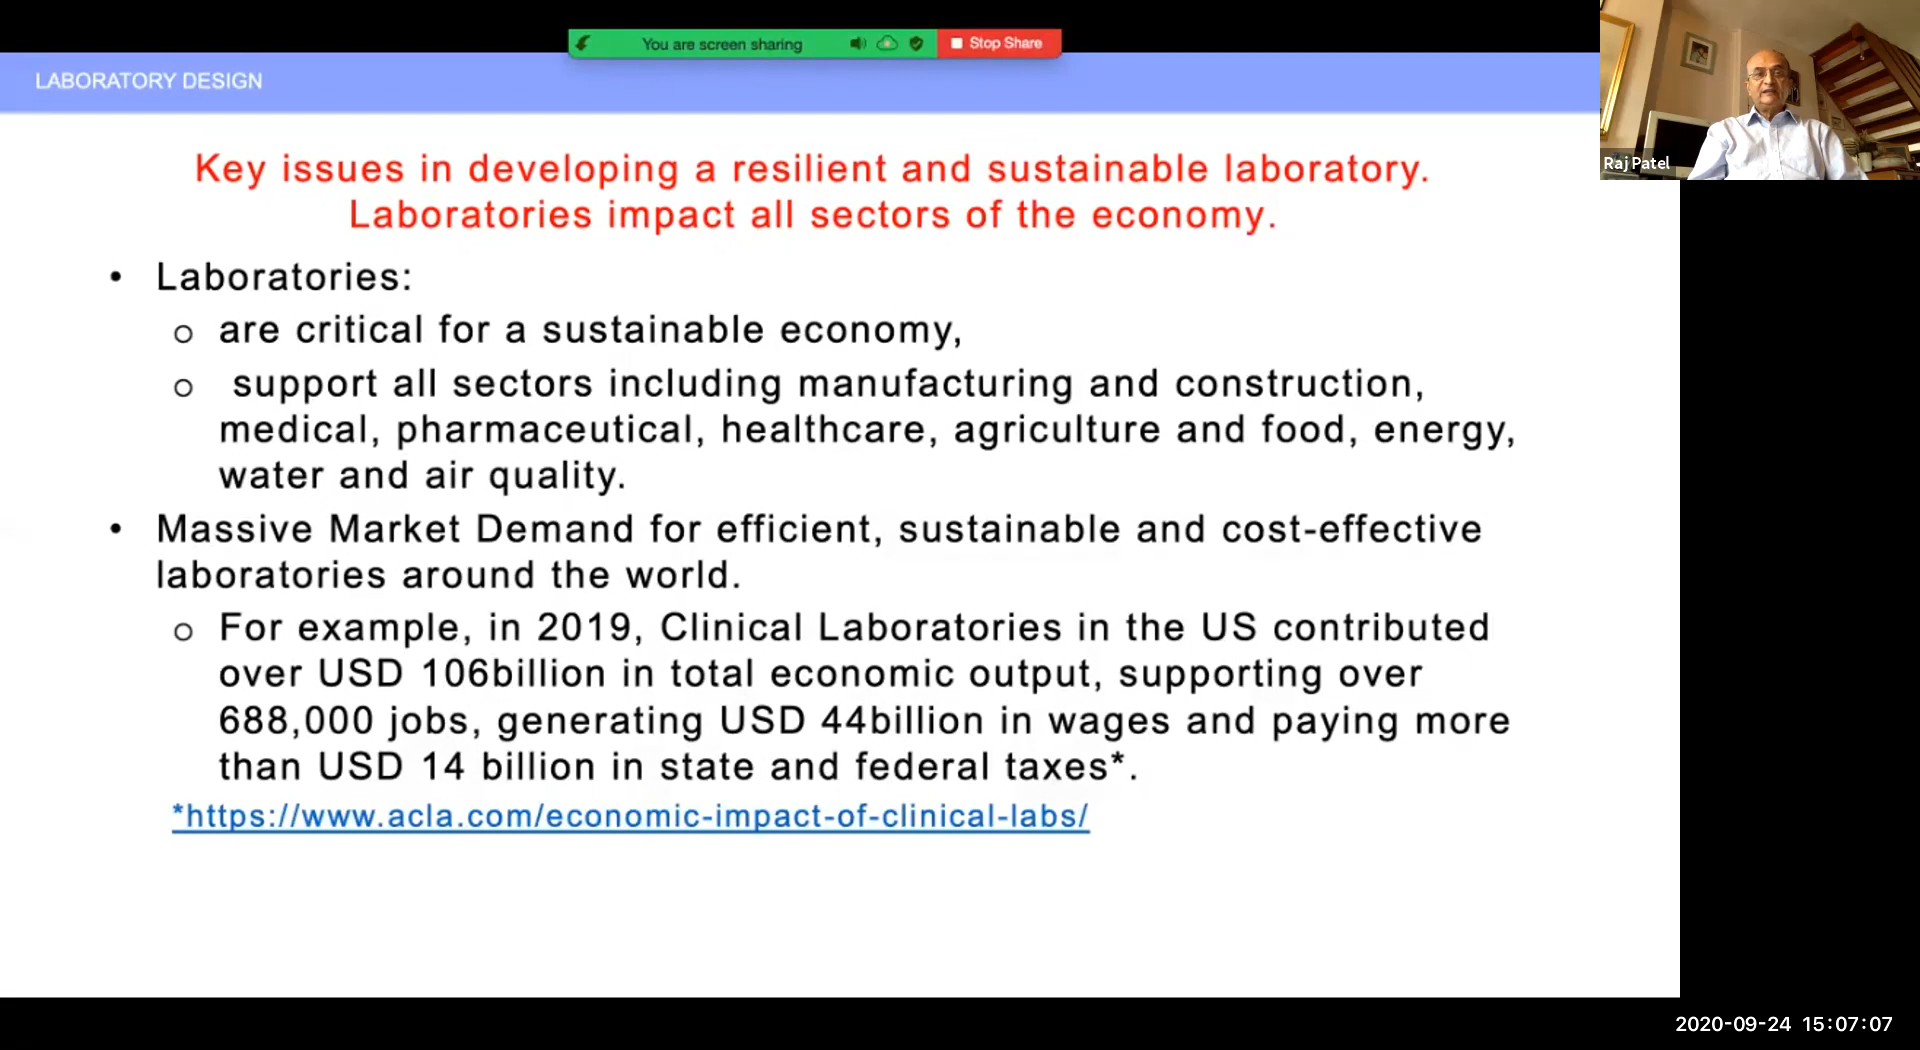 You are screen sharing
Stop Share
LABORATORY DESIGN
Raj Patel
Key issues in developing a resilient and sustainable laboratory.
Laboratories impact all sectors of the economy.
• Laboratories:
o are critical for a sustainable economy,
o support all sectors including manufacturing and construction,
medical, pharmaceutical, healthcare, agriculture and food, energy,
water and air quality.
• Massive Market Demand for efficient, sustainable and cost-effective
laboratories around the world.
o For example, in 2019, Clinical Laboratories in the US contributed
over USD 106billion in total economic output, supporting over
688,000 jobs, generating USD 44billion in wages and paying more
than USD 14 billion in state and federal taxes*.
*https://www.acla.com/economic-impact-of-clinical-labs/
2020-09-24 15:07:07